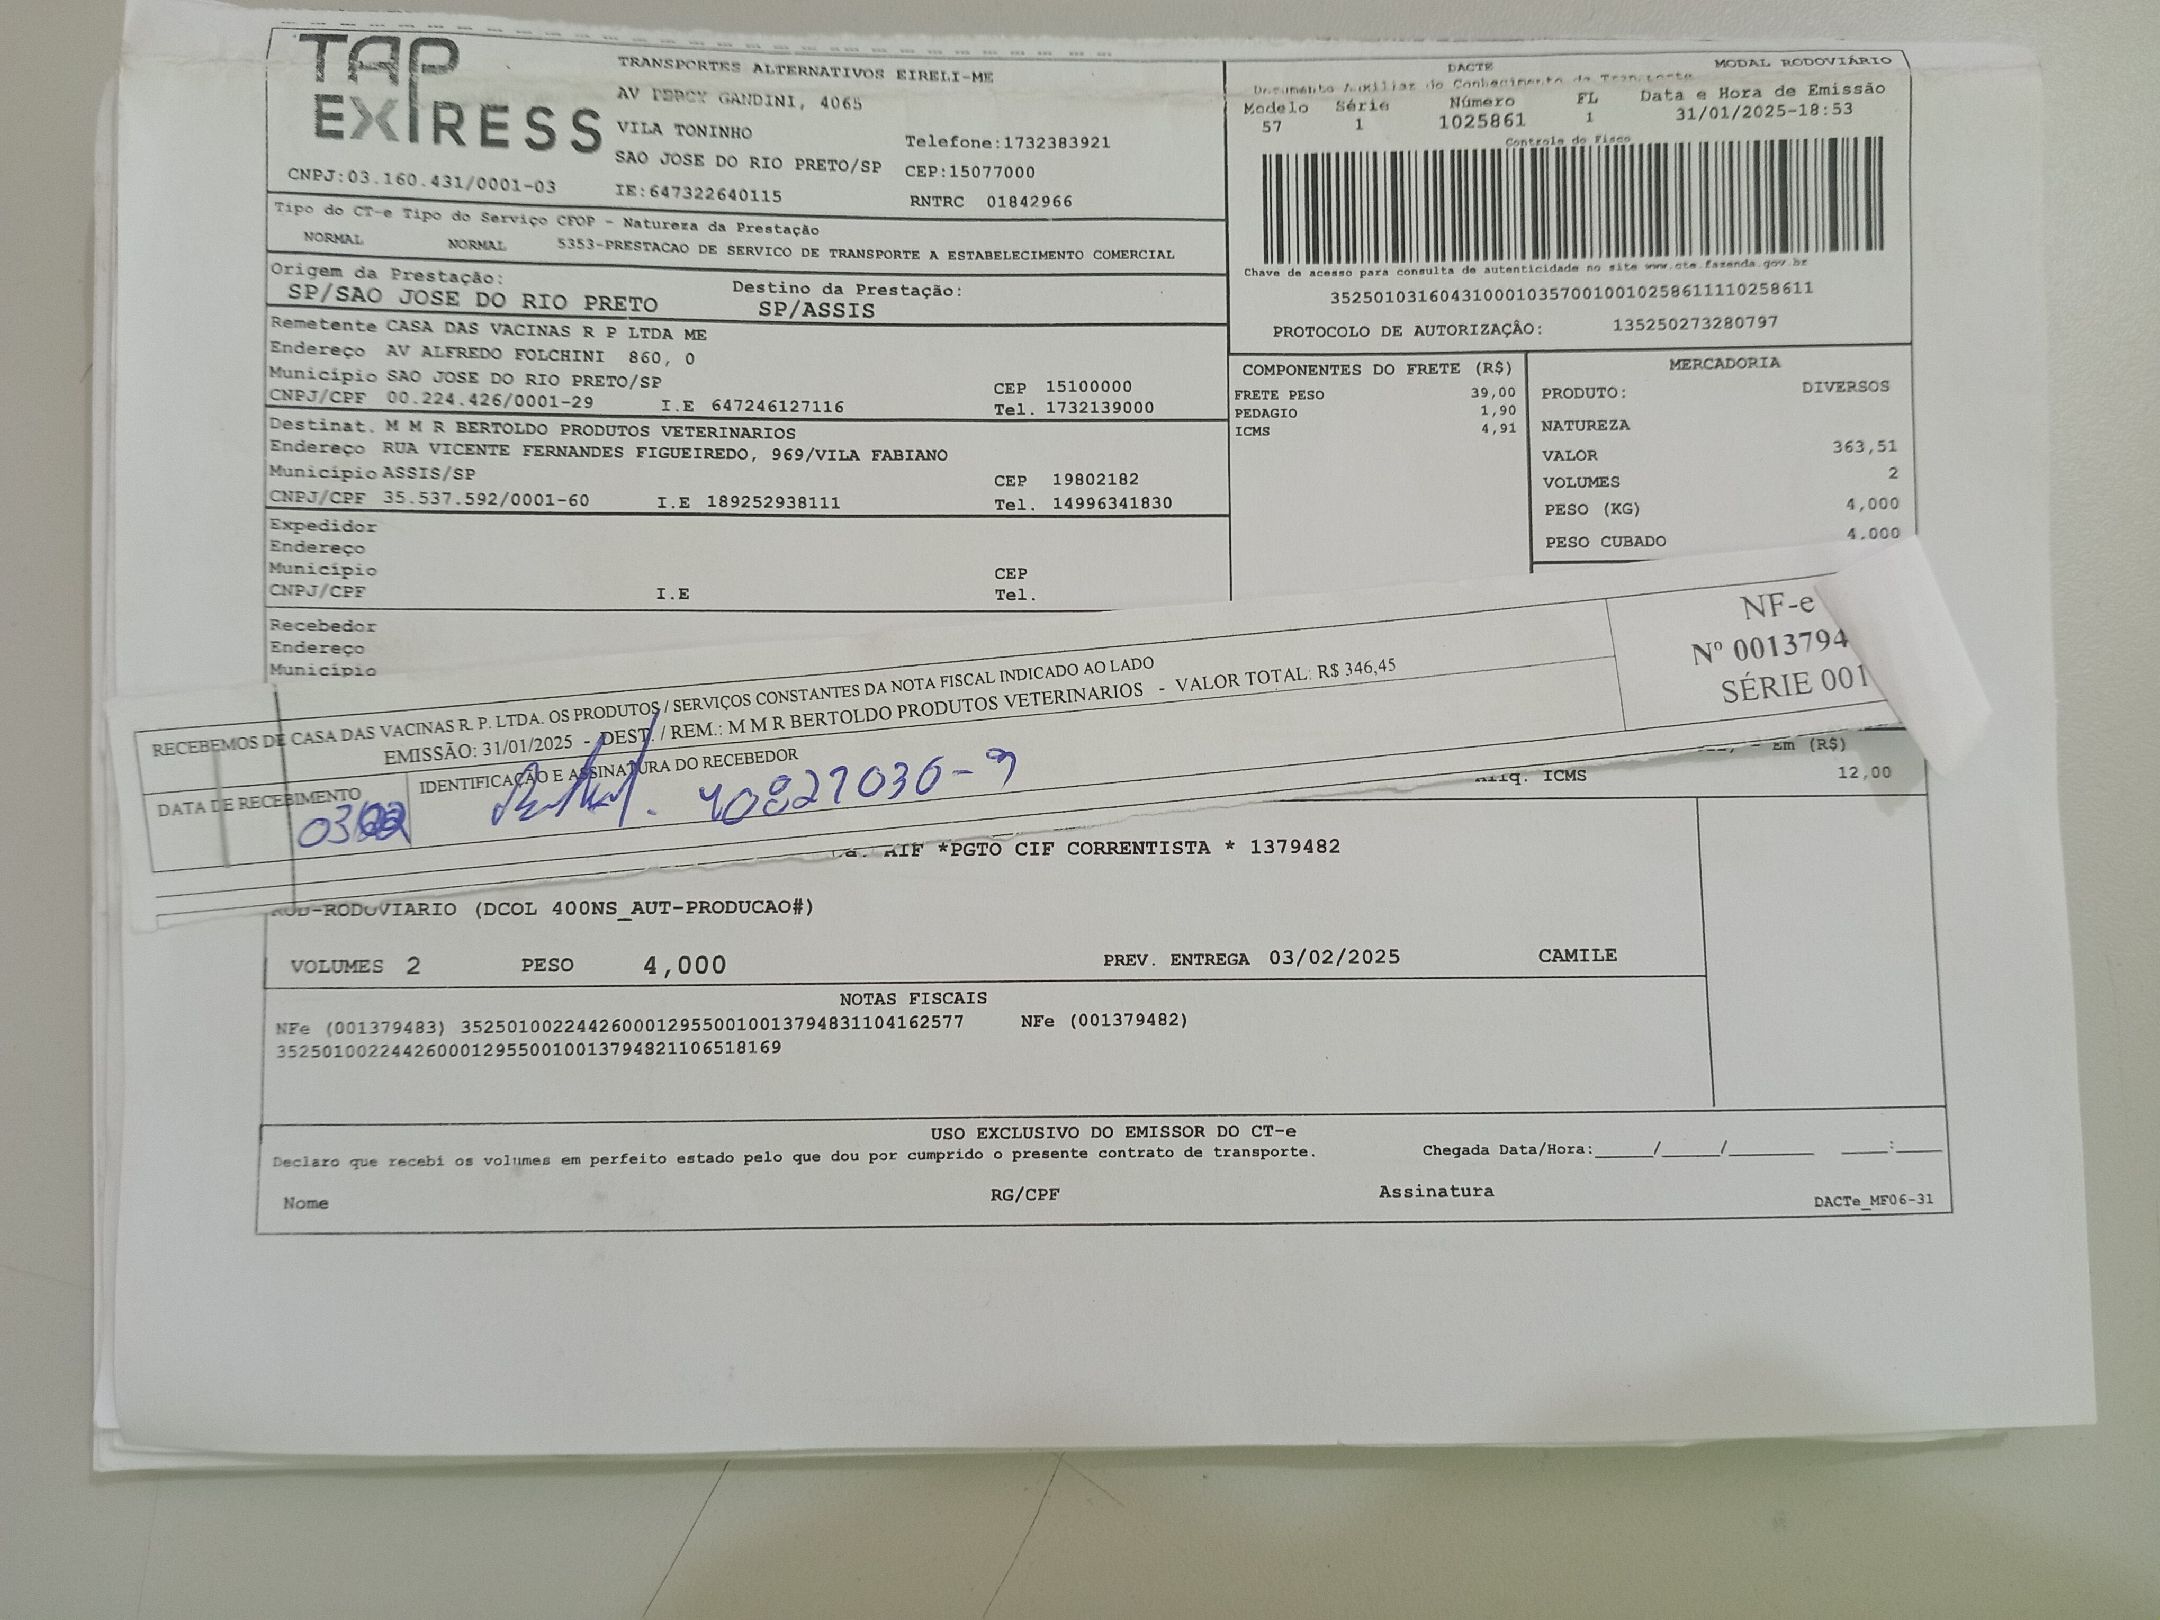 TAP EXPRESS
TRANSPORTES ALTERNATIVOS EIRELI-ME
AV PERCY GANDINI, 4065
VILA TONINHO
Telefone:1732383921
SAO JOSE DO RIO PRETO/SP CEP:15077000
CNPJ:03.160.431/0001-03 IE:647322640115 RNTRC 01842966
DACTE MODAL RODOVIÁRIO
Documento Auxiliar do Conhecimento de Transporte
Modelo Série Número FL Data e Hora de Emissão
57 1 1025861 1 31/01/2025-18:53
Controle do Fisco
Chave de acesso para consulta de autenticidade no site www.cte.fazenda.gov.br
35250103160431000103570010010258611110258611
PROTOCOLO DE AUTORIZAÇÂO: 135250273280797
Tipo do CT-e Tipo do Serviço CFOP - Natureza da Prestação
NORMAL NORMAL 5353-PRESTACAO DE SERVICO DE TRANSPORTE A ESTABELECIMENTO COMERCIAL
Origem da Prestação: Destino da Prestação:
SP/SAO JOSE DO RIO PRETO SP/ASSIS
Remetente CASA DAS VACINAS R P LTDA ME
Endereço AV ALFREDO FOLCHINI 860, 0
Município SAO JOSE DO RIO PRETO/SP CEP 15100000
CNPJ/CPF 00.224.426/0001-29 I.E 647246127116 Tel. 1732139000
Destinat. M M R BERTOLDO PRODUTOS VETERINARIOS
Endereço RUA VICENTE FERNANDES FIGUEIREDO, 969/VILA FABIANO
Município ASSIS/SP CEP 19802182
CNPJ/CPF 35.537.592/0001-60 I.E 189252938111 Tel. 14996341830
Expedidor
Endereço
Município CEP
CNPJ/CPF I.E Tel.
Recebedor
Endereço
Município
COMPONENTES DO FRETE (R$)
FRETE PESO 39,00
PEDAGIO 1,90
ICMS 4,91
MERCADORIA
PRODUTO: DIVERSOS
NATUREZA
VALOR 363,51
VOLUMES 2
PESO (KG) 4,000
PESO CUBADO 4,000
RECEBEMOS DE CASA DAS VACINAS R. P. LTDA. OS PRODUTOS / SERVIÇOS CONSTANTES DA NOTA FISCAL INDICADO AO LADO
EMISSÃO: 31/01/2025 - DEST. / REM.: M M R BERTOLDO PRODUTOS VETERINARIOS - VALOR TOTAL: R$ 346,45
DATA DE RECEBIMENTO IDENTIFICAÇÃO E ASSINATURA DO RECEBEDOR
40827030-9
NF-e
Nº 0013794
SÉRIE 001
Em (R$)
ICMS 12,00
AIF *PGTO CIF CORRENTISTA * 1379482
-RODOVIARIO (DCOL 400NS_AUT-PRODUCAO#)
VOLUMES 2 PESO 4,000 PREV. ENTREGA 03/02/2025 CAMILE
NOTAS FISCAIS
NFe (001379483) 35250100224426000129550010013794831104162577 NFe (001379482)
35250100224426000129550010013794821106518169
USO EXCLUSIVO DO EMISSOR DO CT-e
Declaro que recebi os volumes em perfeito estado pelo que dou por cumprido o presente contrato de transporte. Chegada Data/Hora:_____/_____/_______ ____:____
Nome RG/CPF Assinatura DACTe_MF06-31